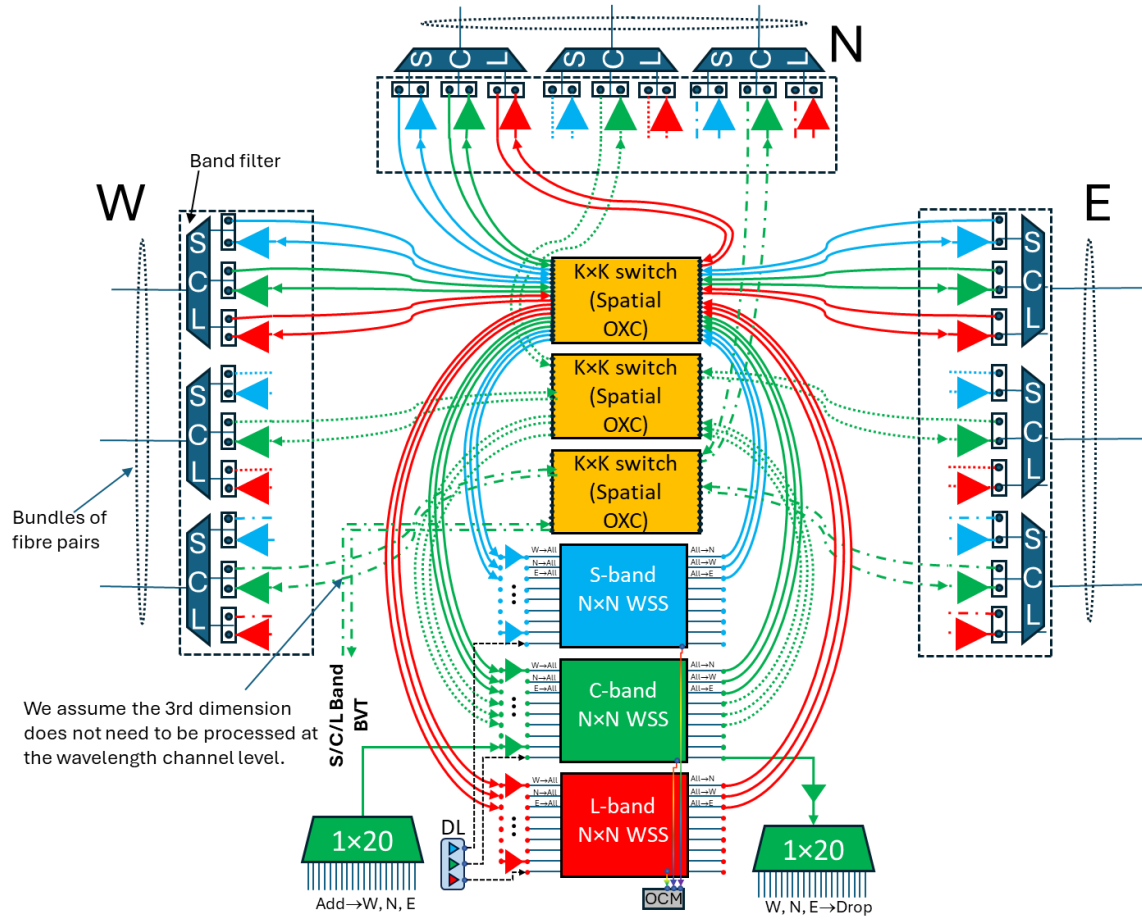 N
S C L
S C L
S C L
Band filter
W
E
S
C
L
S
C
L
S
C
L
S
C
L
S
C
L
S
C
L
K×K switch
(Spatial
OXC)
K×K switch
(Spatial
OXC)
K×K switch
(Spatial
OXC)
Bundles of
fibre pairs
W→All
N→All
E→All
S-band
N×N WSS
All→N
All→W
All→E
We assume the 3rd dimension
does not need to be processed at
the wavelength channel level.
S/C/L Band
BVT
W→All
N→All
E→All
C-band
N×N WSS
All→N
All→W
All→E
W→All
N→All
E→All
L-band
N×N WSS
All→N
All→W
All→E
1×20
Add→W, N, E
DL
OCM
1×20
W, N, E→Drop